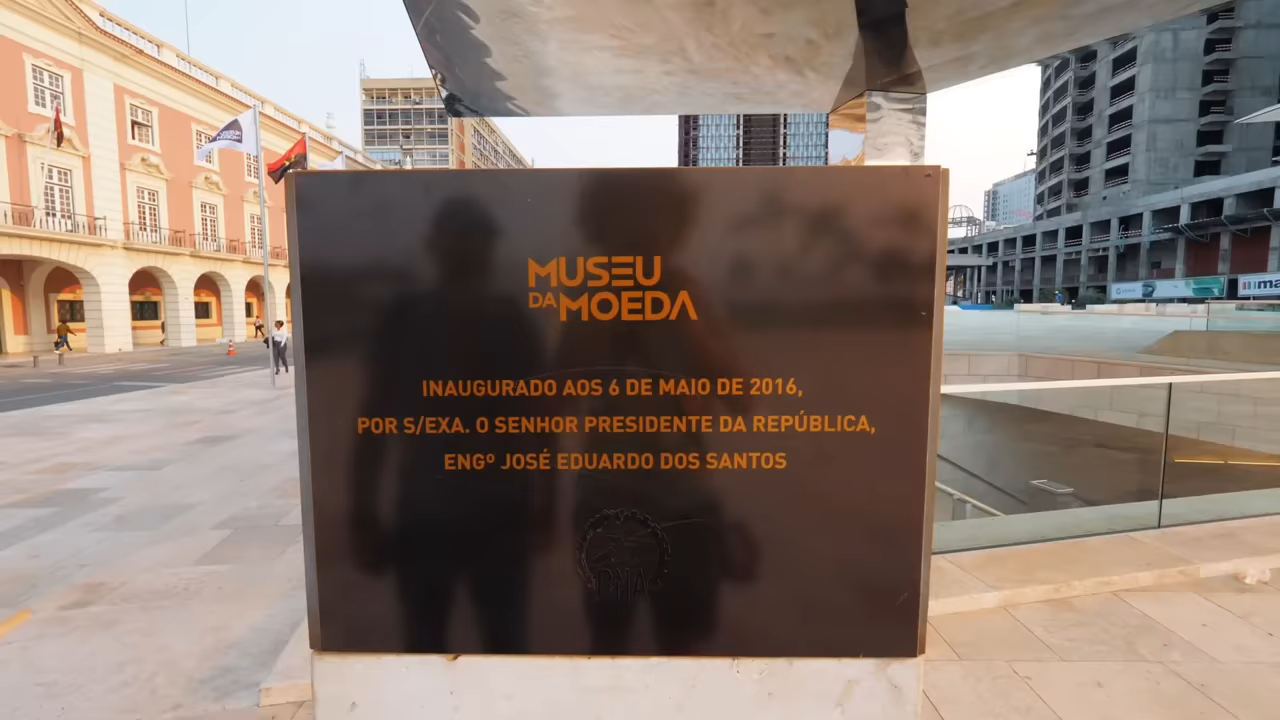 MUSEU
DA MOEDA
INAUGURADO AOS 6 DE MAIO DE 2016,
POR S/EXA. O SENHOR PRESIDENTE DA REPÚBLICA,
ENGº JOSÉ EDUARDO DOS SANTOS